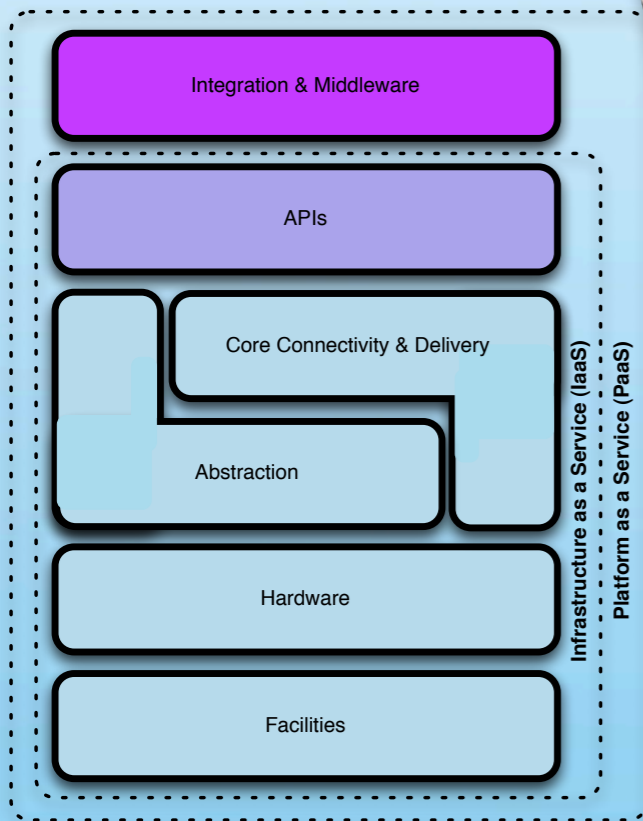 Integration & Middleware
APIs
Core Connectivity & Delivery
Abstraction
Hardware
Facilities
Infrastructure as a Service (IaaS)
Platform as a Service (PaaS)